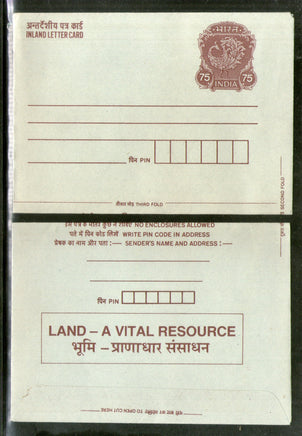 अन्तर्देशीय पत्र कार्ड
INLAND LETTER CARD
भारत
75 75
INDIA
पिन PIN
तीसरा मोड़ THIRD FOLD
SECOND FOLD
NO ENCLOSURES ALLOWED
पते में पिन कोड लिखें WRITE PIN CODE IN ADDRESS
प्रेषक का नाम और पता :— SENDER'S NAME AND ADDRESS :—
पिन PIN
LAND – A VITAL RESOURCE
भूमि – प्राणाधार संसाधन
TO OPEN CUT HERE